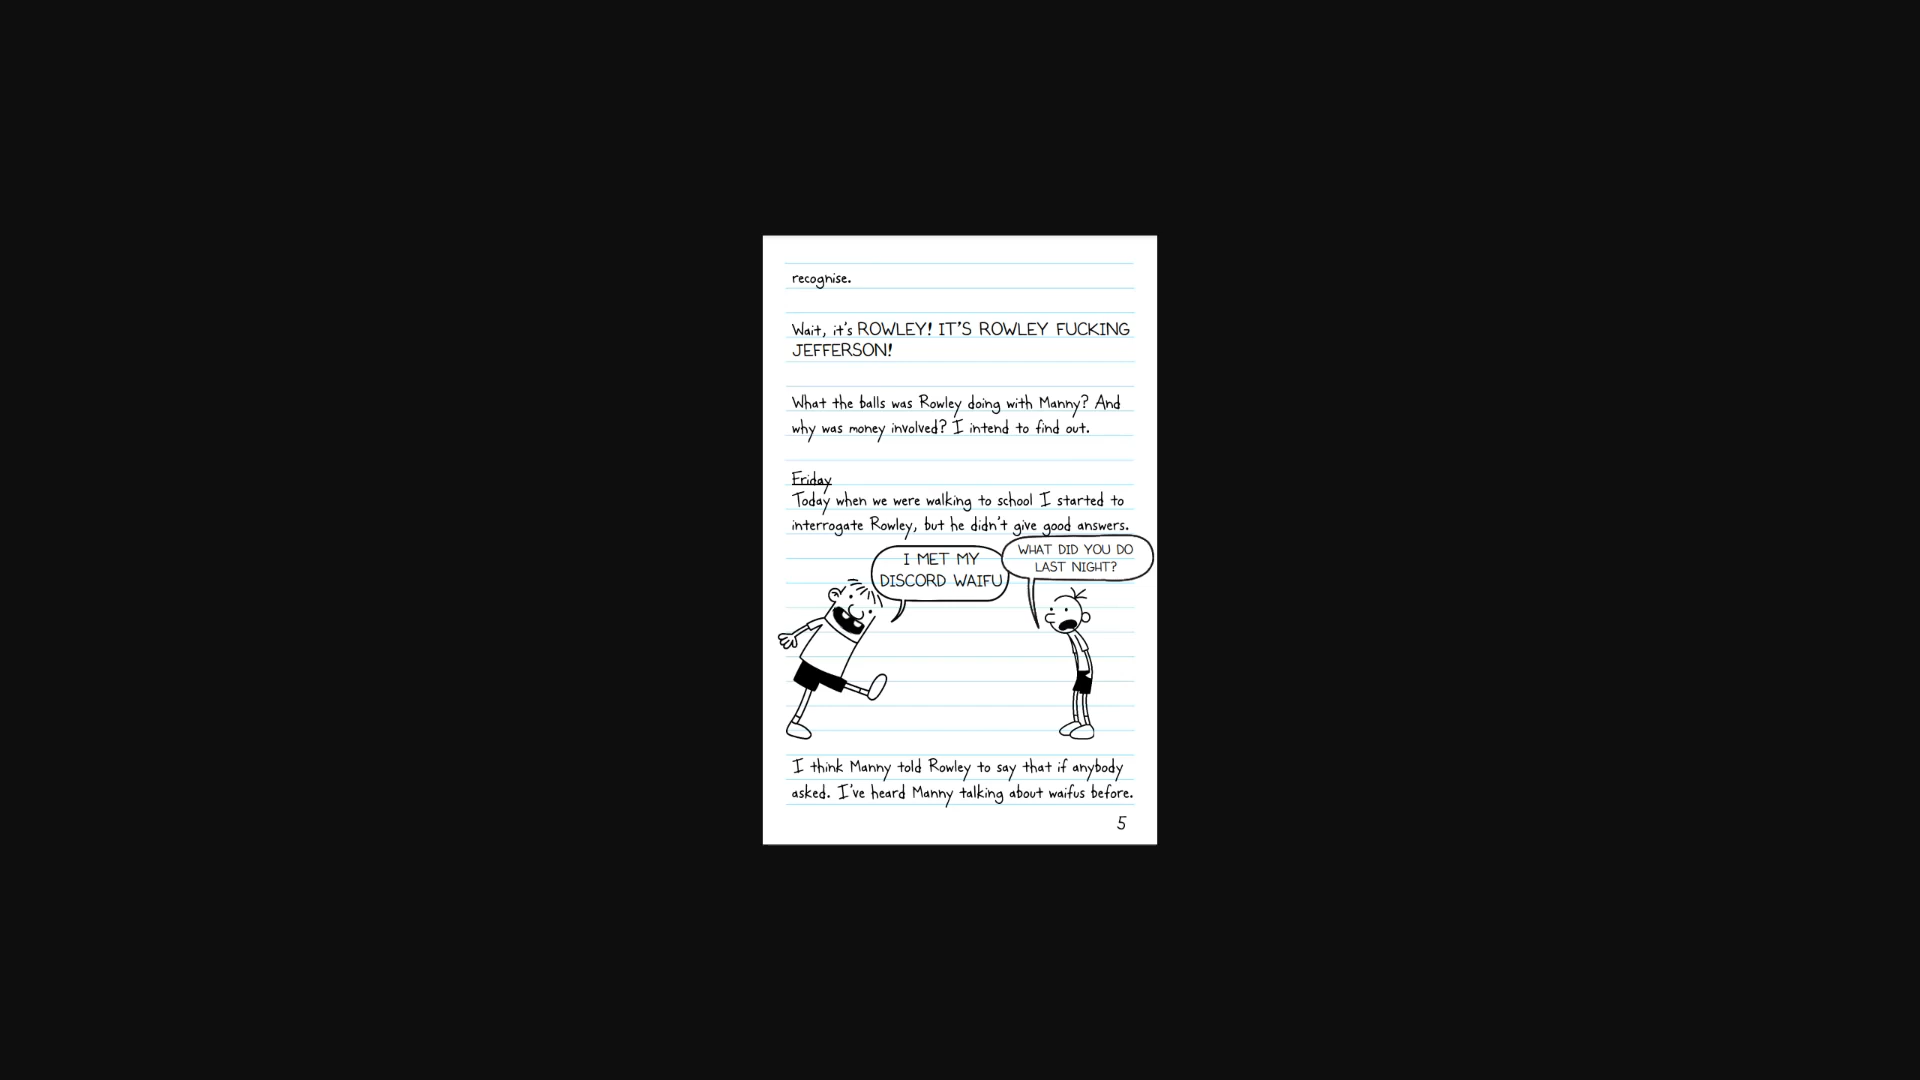 recognise.
Wait, it's ROWLEY! IT'S ROWLEY FUCKING
JEFFERSON!
What the balls was Rowley doing with Manny? And
why was money involved? I intend to find out.
Friday
Today when we were walking to school I started to
interrogate Rowley, but he didn't give good answers.
I MET MY
DISCORD WAIFU
WHAT DID YOU DO
LAST NIGHT?
I think Manny told Rowley to say that if anybody
asked. I've heard Manny talking about waifus before.
5